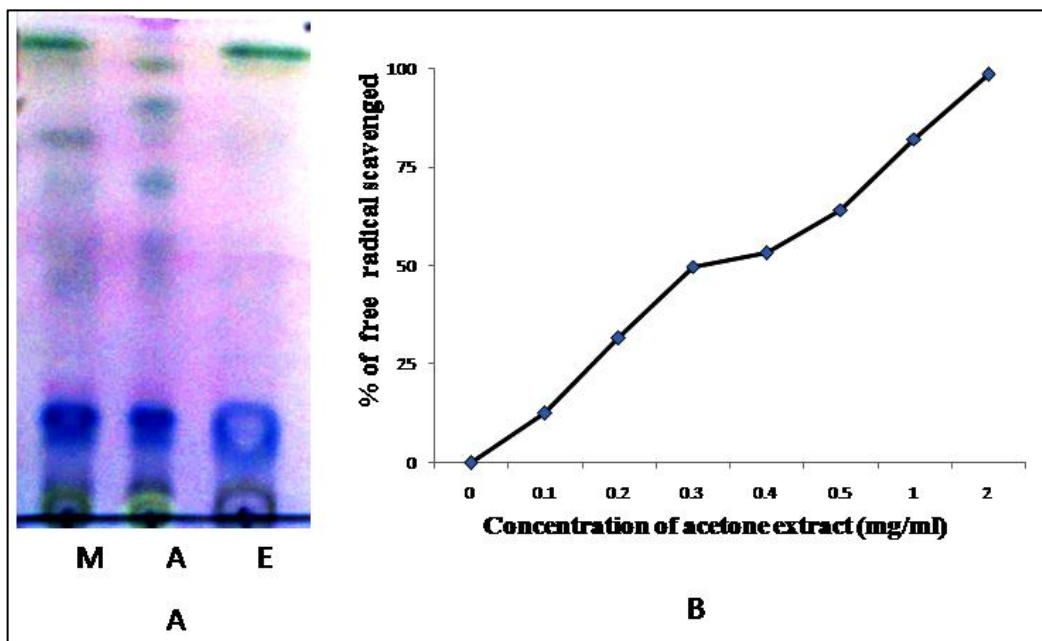 M A E
A
% of free radical scavenged
100
75
50
25
0
0 0.1 0.2 0.3 0.4 0.5 1 2
Concentration of acetone extract (mg/ml)
B